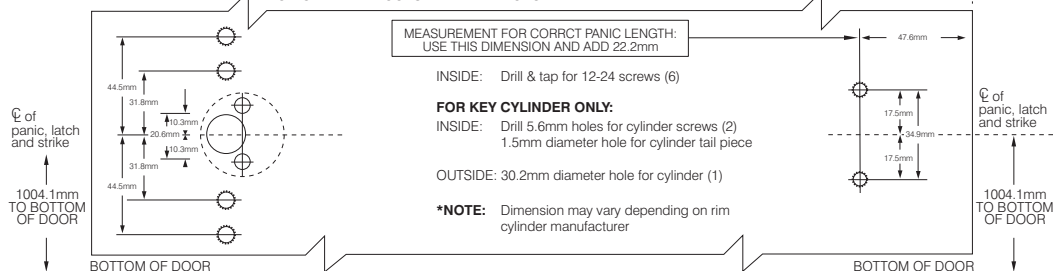 MEASUREMENT FOR CORRCT PANIC LENGTH:
USE THIS DIMENSION AND ADD 22.2mm
47.6mm
INSIDE: Drill & tap for 12-24 screws (6)
FOR KEY CYLINDER ONLY:
INSIDE: Drill 5.6mm holes for cylinder screws (2)
1.5mm diameter hole for cylinder tail piece
OUTSIDE: 30.2mm diameter hole for cylinder (1)
*NOTE: Dimension may vary depending on rim
cylinder manufacturer
44.5mm
31.8mm
10.3mm
20.6mm
10.3mm
31.8mm
44.5mm
℄ of
panic, latch
and strike
1004.1mm
TO BOTTOM
OF DOOR
BOTTOM OF DOOR
17.5mm
34.9mm
17.5mm
℄ of
panic, latch
and strike
1004.1mm
TO BOTTOM
OF DOOR
BOTTOM OF DOOR